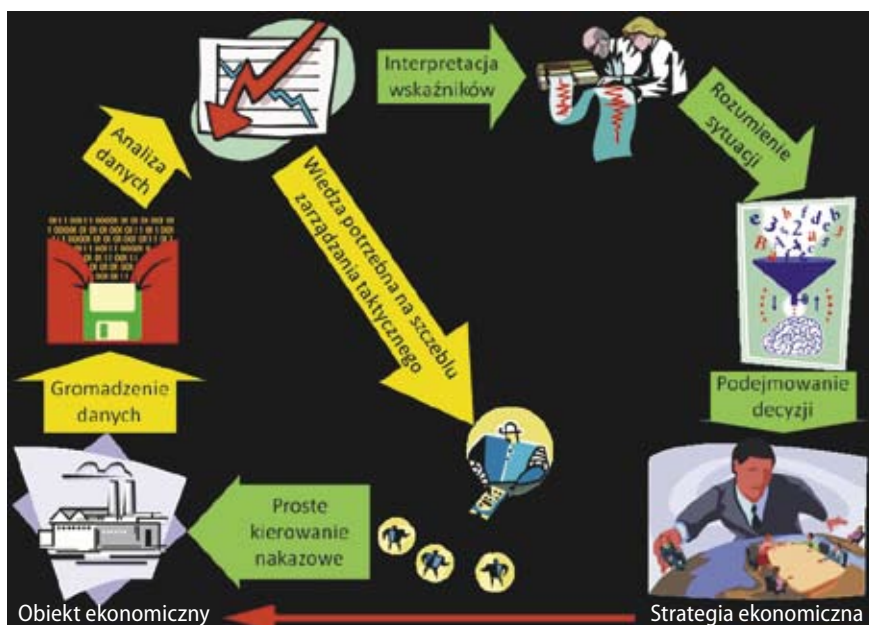 Interpretacja
wskaźników
Rozumienie
sytuacji
Analiza
danych
Wiedza potrzebna na szczeblu
zarządzania taktycznego
Gromadzenie
danych
Podejmowanie
decyzji
Proste
kierowanie
nakazowe
Obiekt ekonomiczny
Strategia ekonomiczna